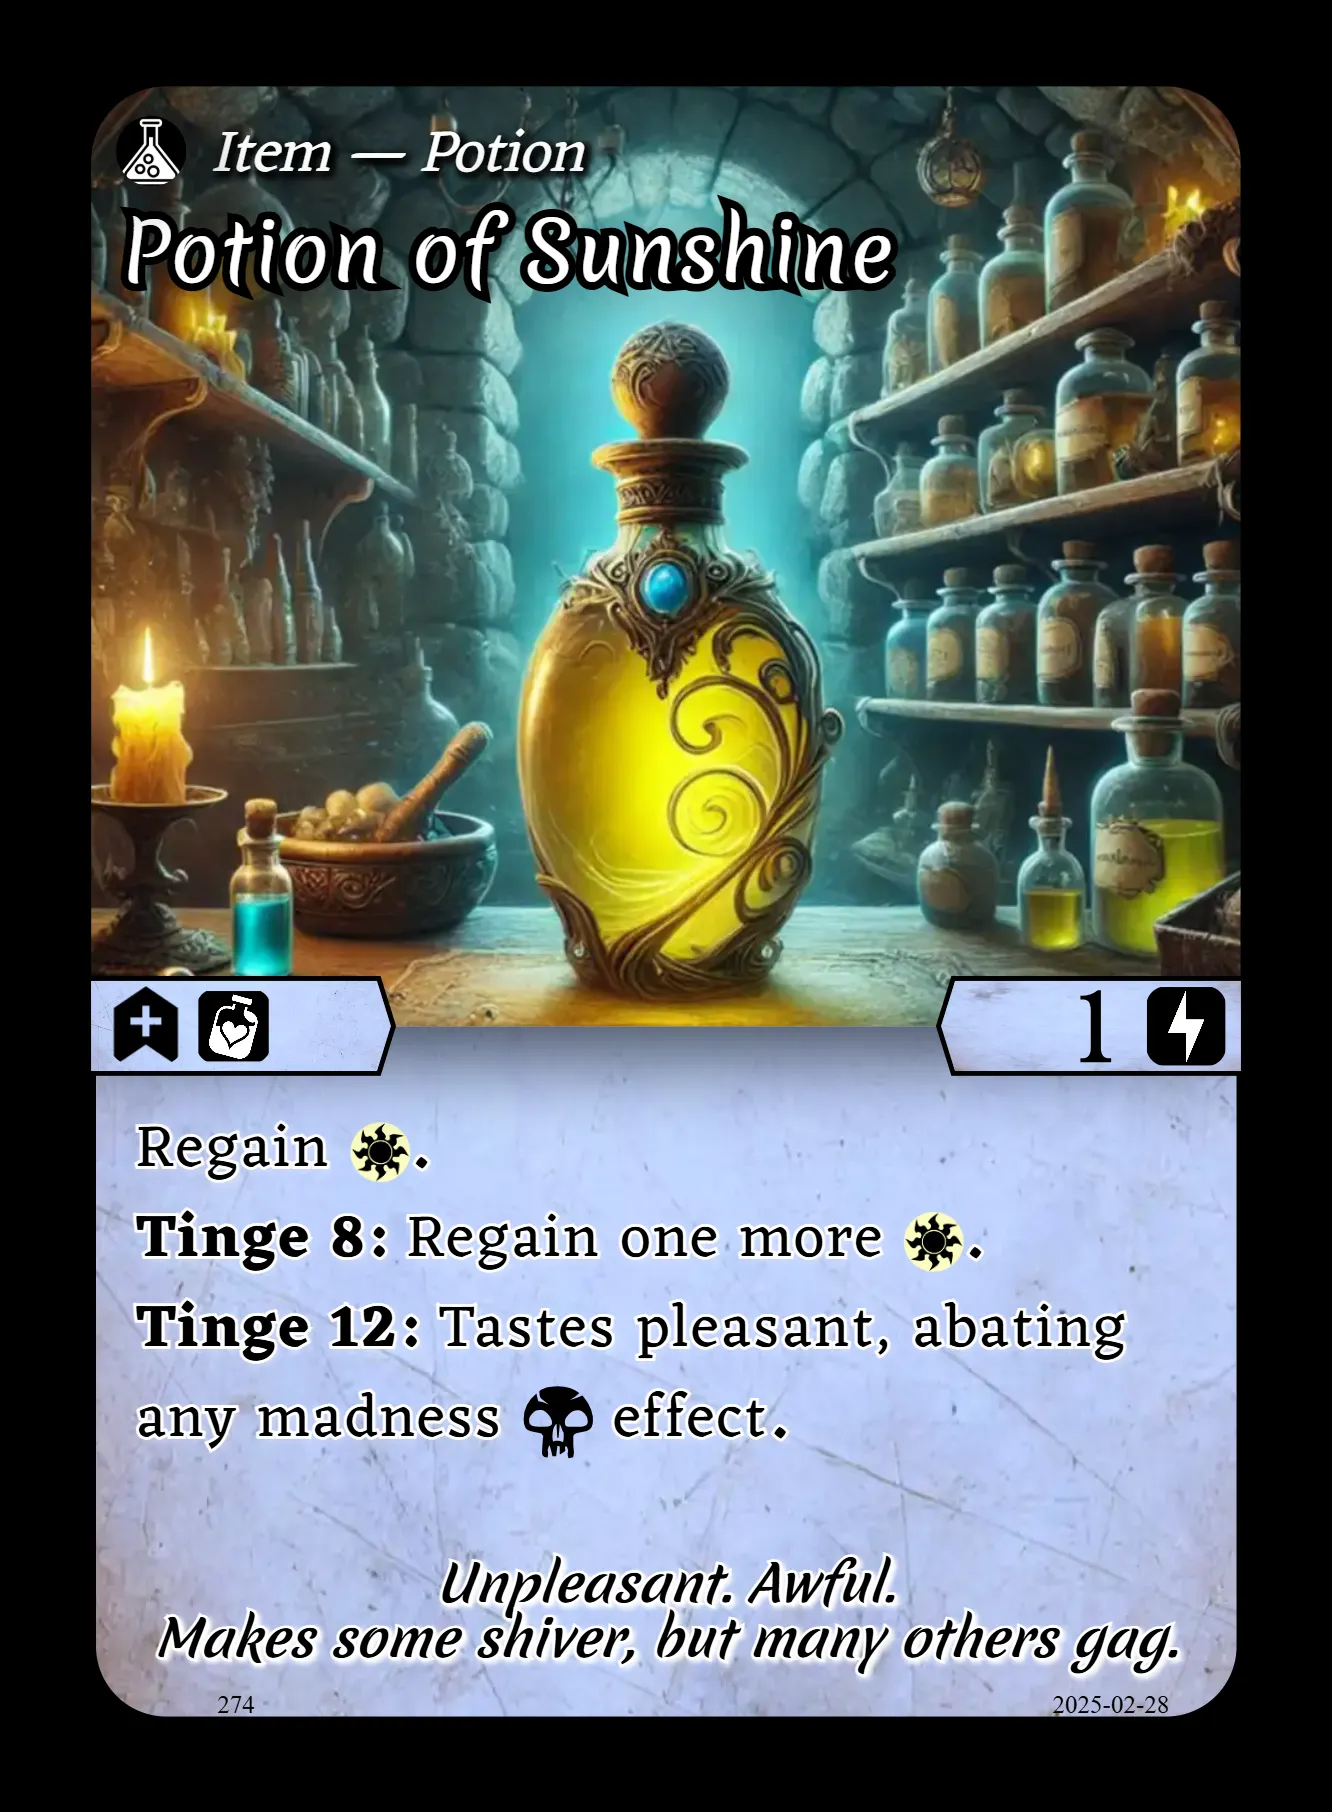 Item — Potion
Potion of Sunshine
1
Regain .
Tinge 8: Regain one more .
Tinge 12: Tastes pleasant, abating
any madness effect.
Unpleasant. Awful.
Makes some shiver, but many others gag.
274
2025-02-28